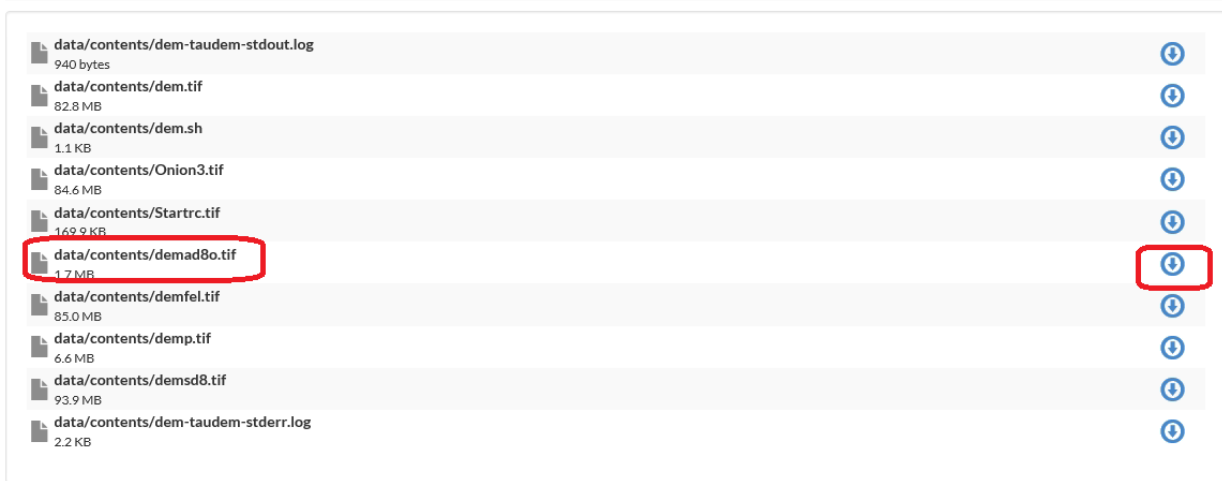 data/contents/dem-taudem-stdout.log
940 bytes
data/contents/dem.tif
82.8 MB
data/contents/dem.sh
1.1 KB
data/contents/Onion3.tif
84.6 MB
data/contents/Startrc.tif
169.9 KB
data/contents/demad8o.tif
1.7 MB
data/contents/demfel.tif
85.0 MB
data/contents/demp.tif
6.6 MB
data/contents/demsd8.tif
93.9 MB
data/contents/dem-taudem-stderr.log
2.2 KB